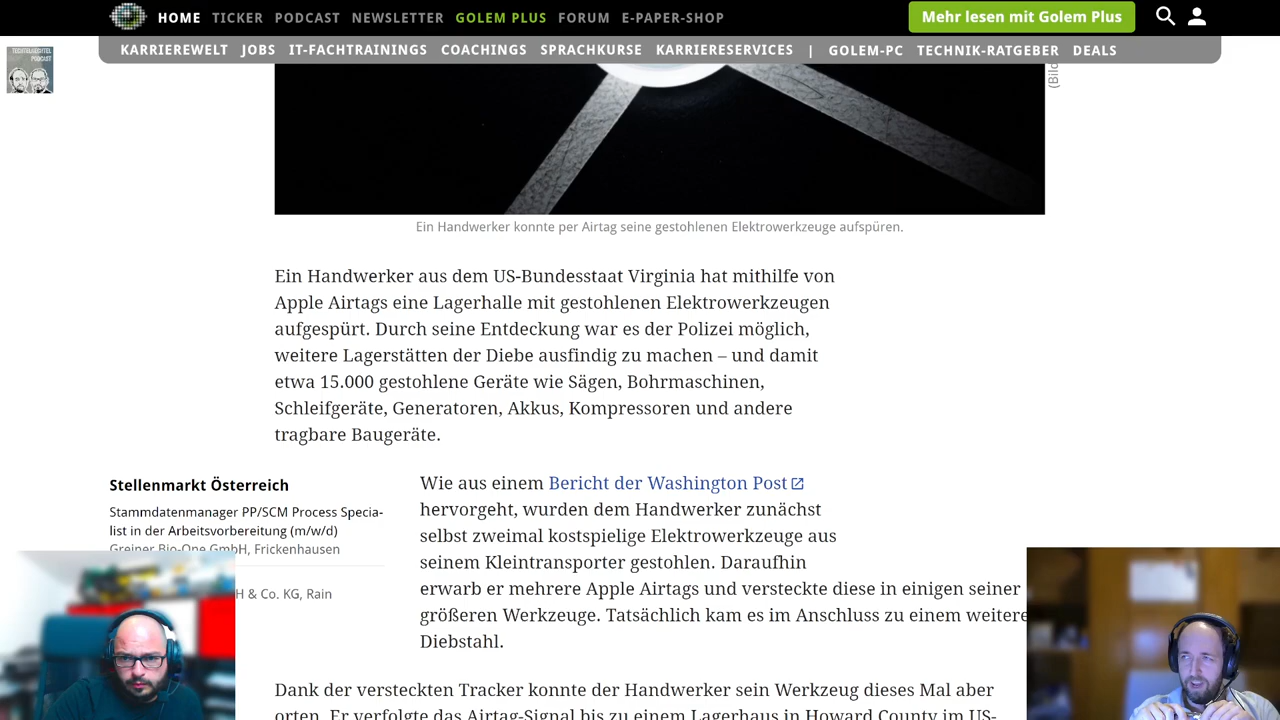 HOME TICKER PODCAST NEWSLETTER GOLEM PLUS FORUM E-PAPER-SHOP
Mehr lesen mit Golem Plus
KARRIEREWELT JOBS IT-FACHTRAININGS COACHINGS SPRACHKURSE KARRIERESERVICES | GOLEM-PC TECHNIK-RATGEBER DEALS
PODCAST
(Bild
Ein Handwerker konnte per Airtag seine gestohlenen Elektrowerkzeuge aufspüren.
Ein Handwerker aus dem US-Bundesstaat Virginia hat mithilfe von
Apple Airtags eine Lagerhalle mit gestohlenen Elektrowerkzeugen
aufgespürt. Durch seine Entdeckung war es der Polizei möglich,
weitere Lagerstätten der Diebe ausfindig zu machen – und damit
etwa 15.000 gestohlene Geräte wie Sägen, Bohrmaschinen,
Schleifgeräte, Generatoren, Akkus, Kompressoren und andere
tragbare Baugeräte.
Stellenmarkt Österreich
Stammdatenmanager PP/SCM Process Specia-
list in der Arbeitsvorbereitung (m/w/d)
Greiner Bio-One GmbH, Frickenhausen
H & Co. KG, Rain
Wie aus einem Bericht der Washington Post
hervorgeht, wurden dem Handwerker zunächst
selbst zweimal kostspielige Elektrowerkzeuge aus
seinem Kleintransporter gestohlen. Daraufhin
erwarb er mehrere Apple Airtags und versteckte diese in einigen seiner
größeren Werkzeuge. Tatsächlich kam es im Anschluss zu einem weitere
Diebstahl.
Dank der versteckten Tracker konnte der Handwerker sein Werkzeug dieses Mal aber
orten. Er verfolgte das Airtag-Signal bis zu einem Lagerhaus in Howard County im US-